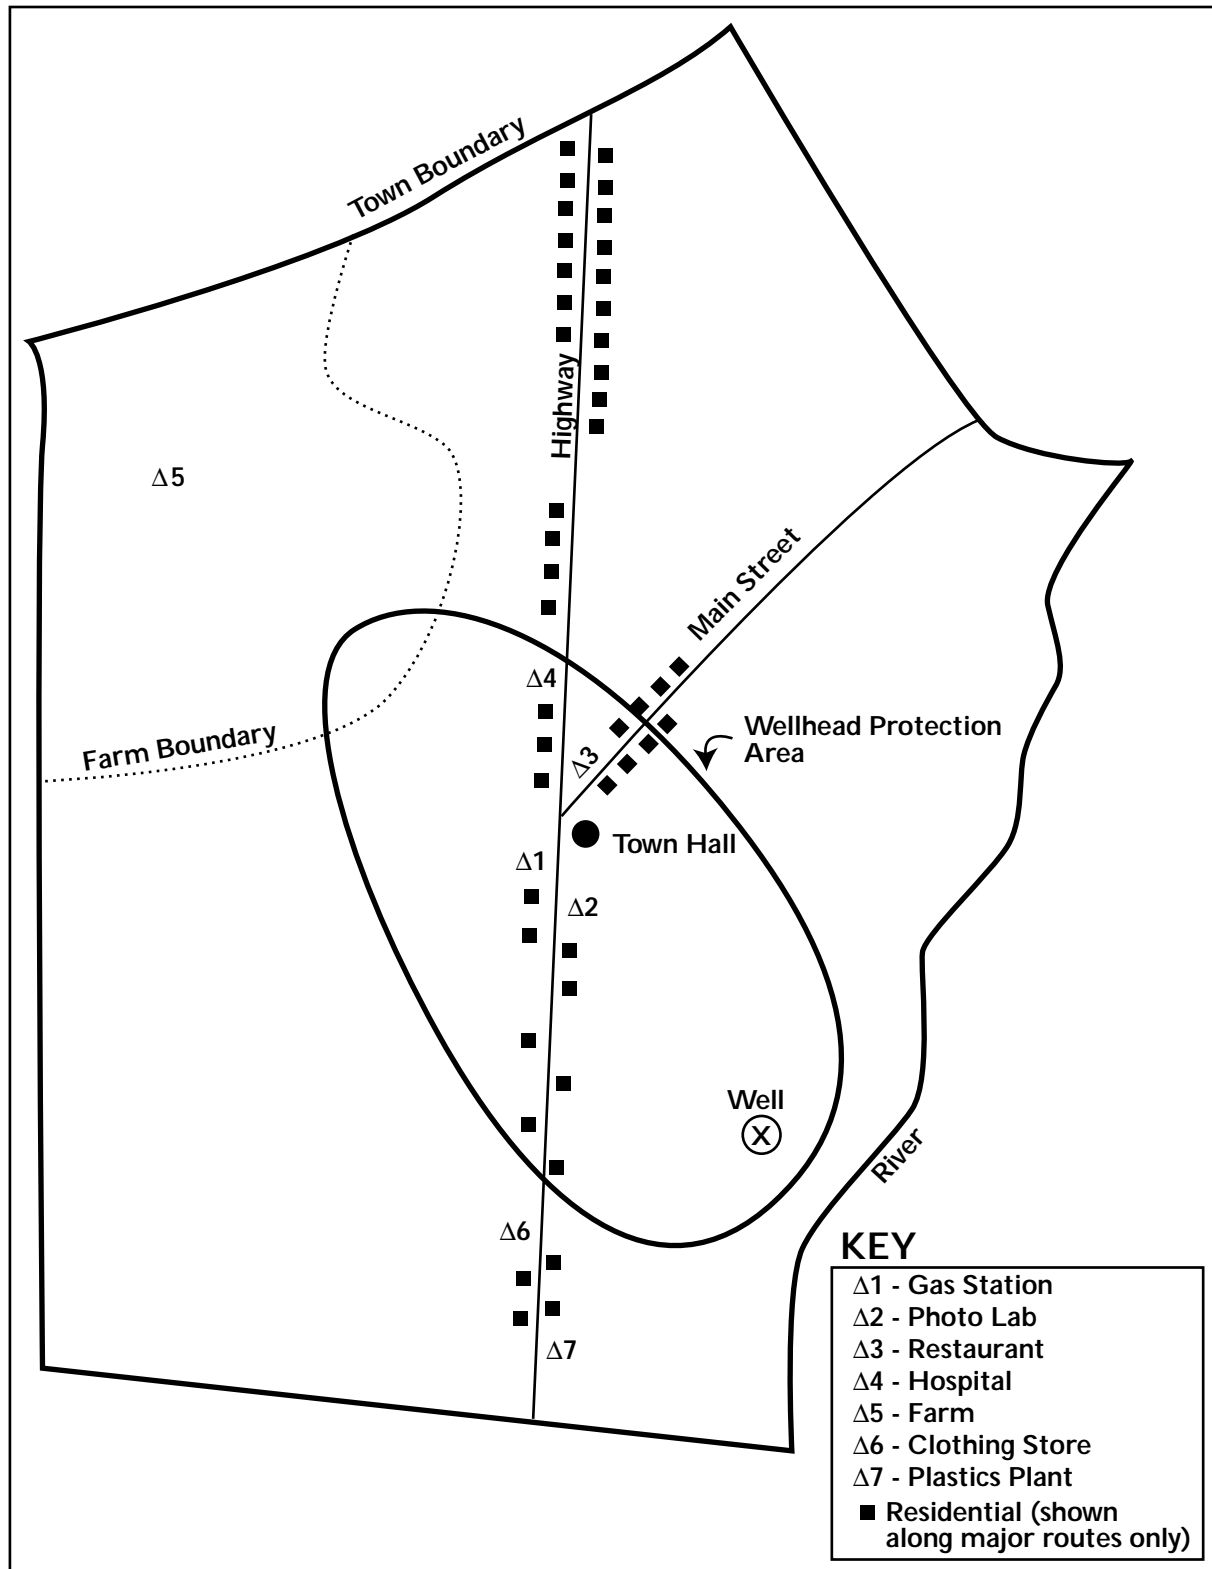 Town Boundary
Highway
Δ5
Main Street
Δ4
Farm Boundary
Wellhead Protection
Area
Δ3
Town Hall
Δ1
Δ2
Well
X
River
Δ6
Δ7
KEY
Δ1 - Gas Station
Δ2 - Photo Lab
Δ3 - Restaurant
Δ4 - Hospital
Δ5 - Farm
Δ6 - Clothing Store
Δ7 - Plastics Plant
Residential (shown
along major routes only)